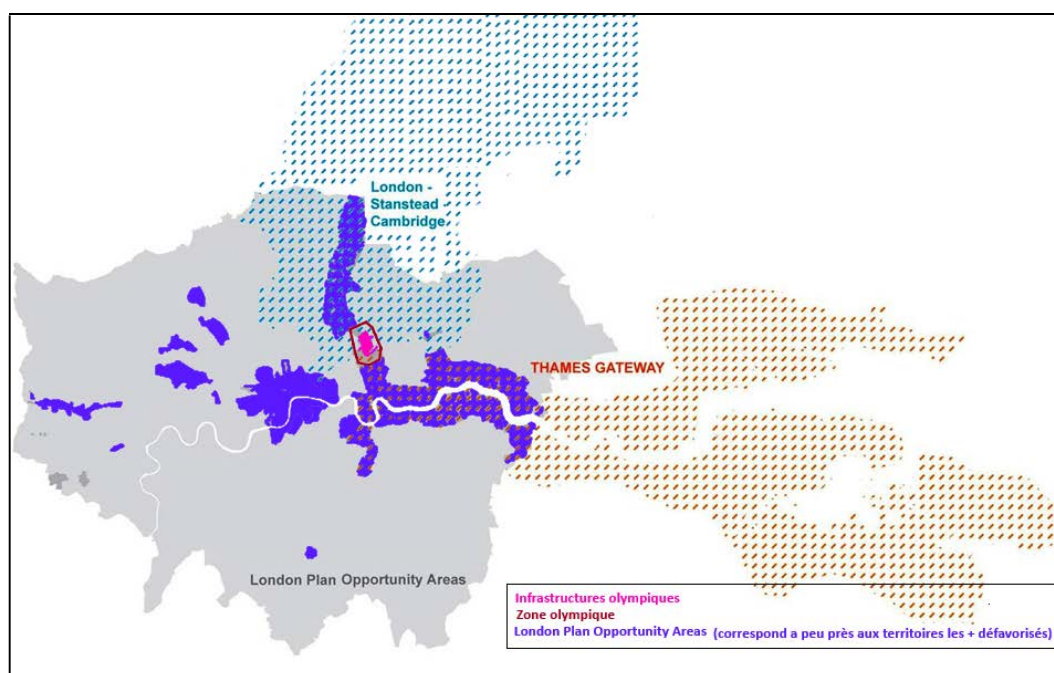 London -
Stanstead
Cambridge
THAMES GATEWAY
London Plan Opportunity Areas
Infrastructures olympiques
Zone olympique
London Plan Opportunity Areas (correspond a peu près aux territoires les + défavorisés)